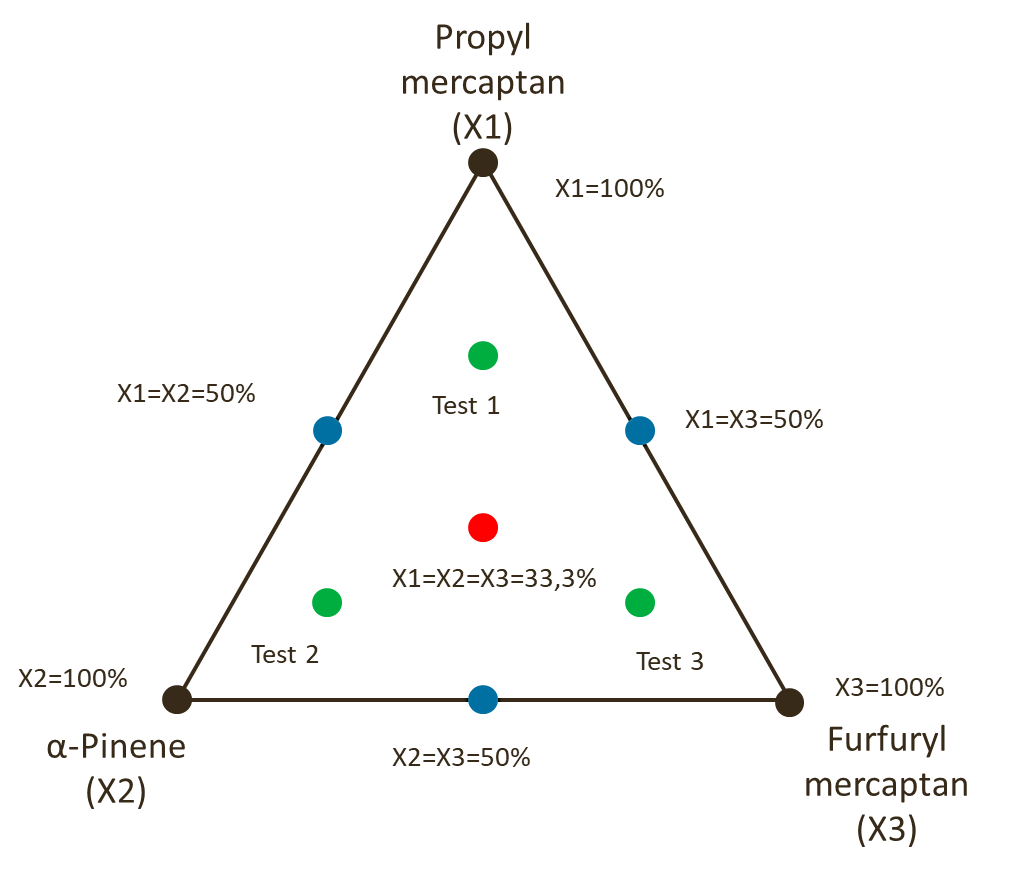 Propyl
mercaptan
(X1)
X1=100%
X1=X2=50%
Test 1
X1=X3=50%
X1=X2=X3=33,3%
Test 2
Test 3
X2=100%
X3=100%
α-Pinene
(X2)
X2=X3=50%
Furfuryl
mercaptan
(X3)